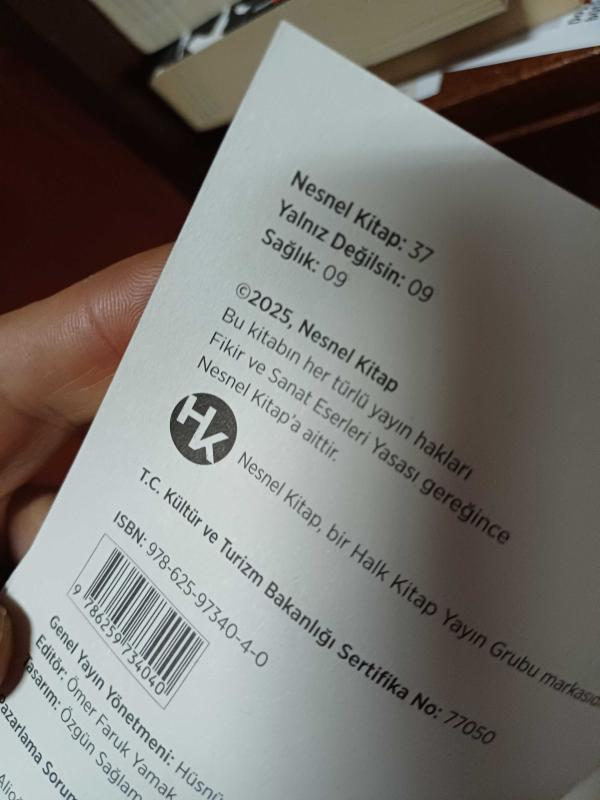 Nesnel Kitap: 37
Yalnız Değilsin: 09
Sağlık: 09
©2025, Nesnel Kitap
Bu kitabın her türlü yayın hakları
Fikir ve Sanat Eserleri Yasası gereğince
Nesnel Kitap'a aittir.
HK
Nesnel Kitap, bir Halk Kitap Yayın Grubu markasıdır
T.C. Kültür ve Turizm Bakanlığı Sertifika No: 77050
ISBN: 978-625-97340-4-0
9 786259 734040
Genel Yayın Yönetmeni: Hüsnü
Editör: Ömer Faruk Yamak
Tasarım: Özgün Sağlam
Pazarlama Sorum